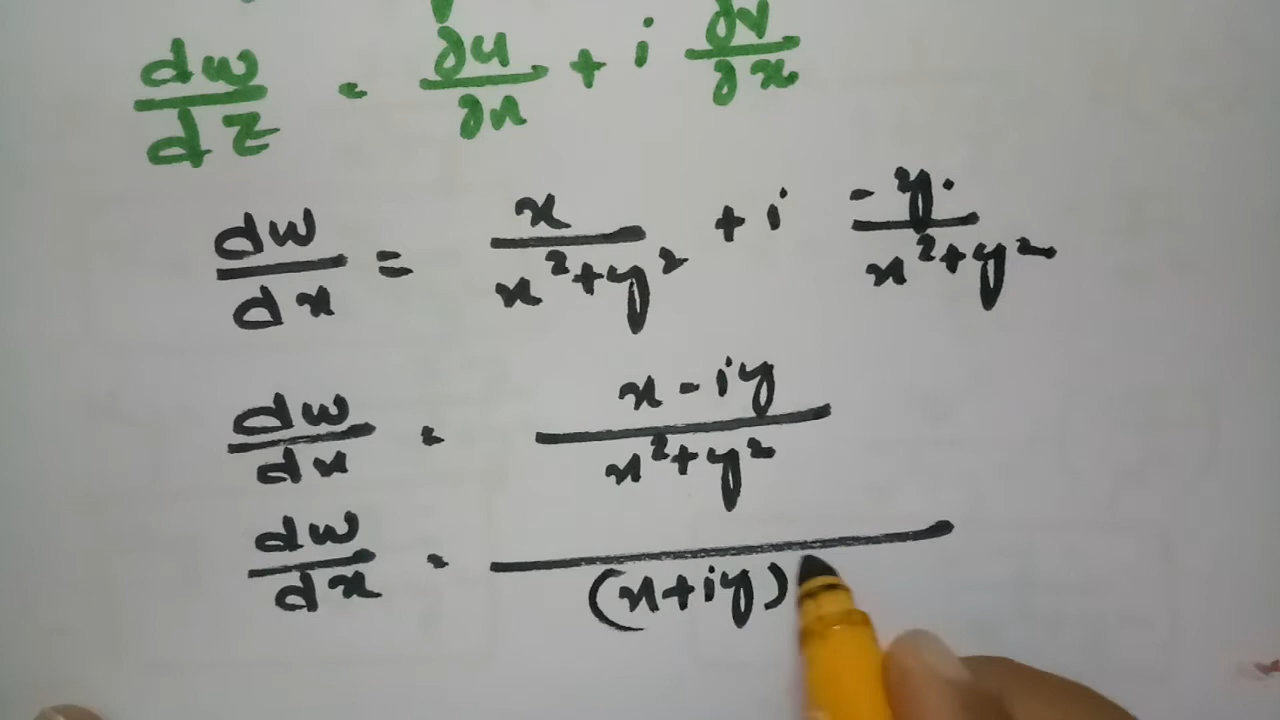 dw/dz = ∂u/∂x + i ∂v/∂x
dw/dx = x/(x²+y²) + i -y/(x²+y²)
dw/dx = (x-iy)/(x²+y²)
dw/dx = /(x+iy)